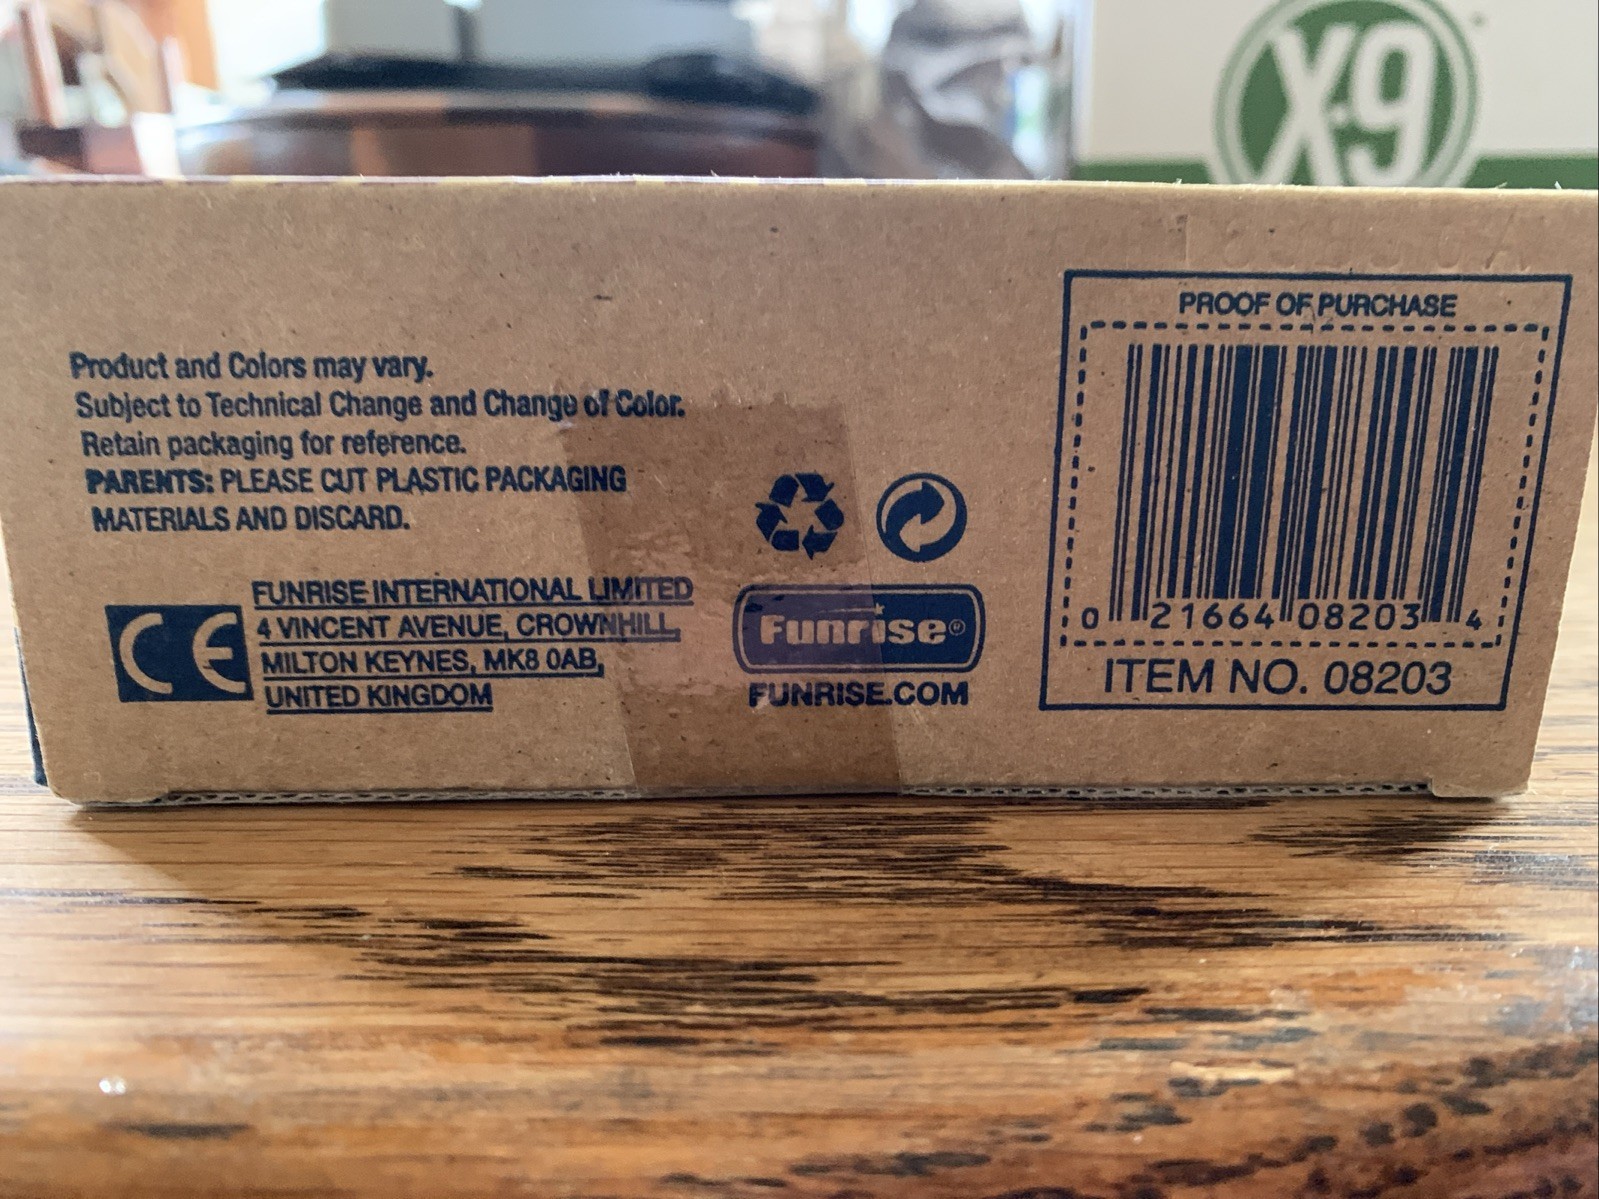 X-9
PROOF OF PURCHASE
Product and Colors may vary.
Subject to Technical Change and Change of Color.
Retain packaging for reference.
PARENTS: PLEASE CUT PLASTIC PACKAGING
MATERIALS AND DISCARD.
CE
FUNRISE INTERNATIONAL LIMITED
4 VINCENT AVENUE, CROWNHILL,
MILTON KEYNES, MK8 0AB,
UNITED KINGDOM
Funrise®
FUNRISE.COM
0 21664 08203 4
ITEM NO. 08203